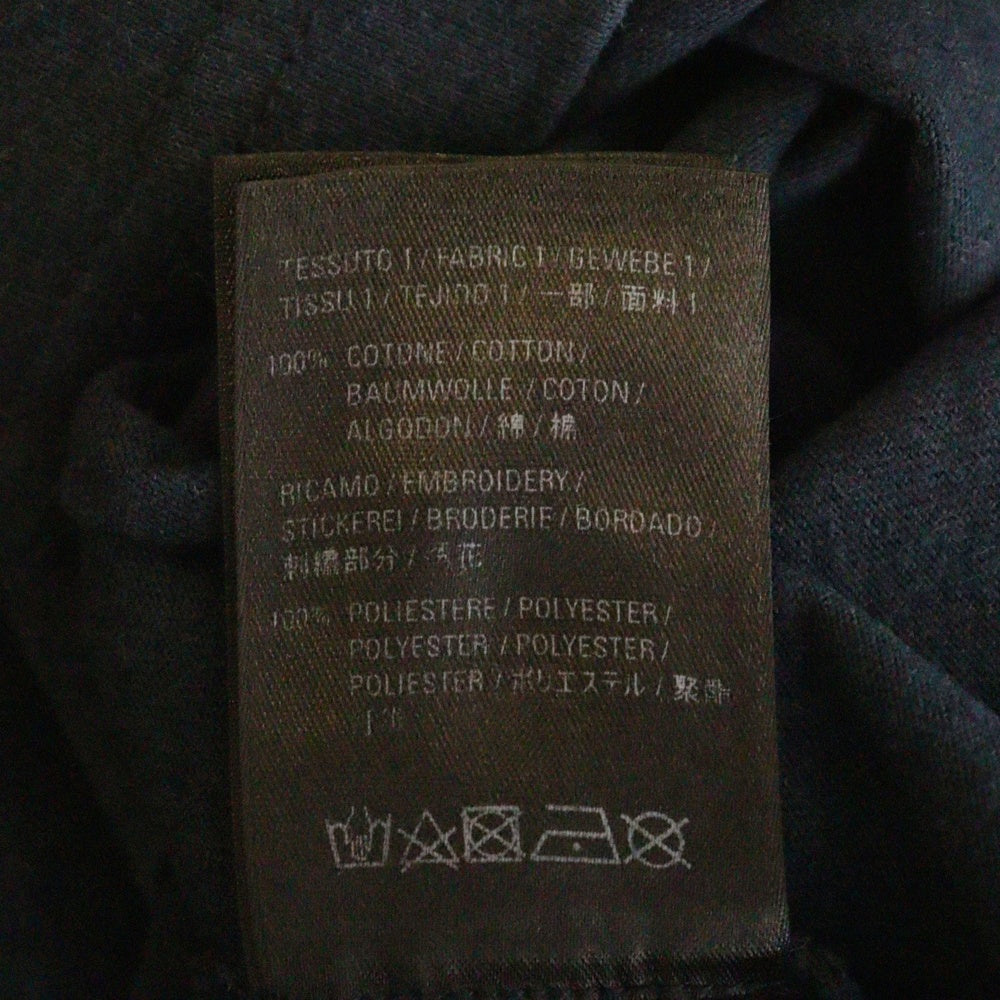 TESSUTO 1 / FABRIC 1 / GEWEBE 1 /
TISSU 1 / TEJIDO 1 / 一部 / 面料 1
100% COTONE / COTTON /
BAUMWOLLE / COTON /
ALGODON / 綿 / 棉
RICAMO / EMBROIDERY /
STICKEREI / BRODERIE / BORDADO /
刺繍部分 / 花
100% POLIESTERE / POLYESTER /
POLYESTER / POLYESTER /
POLIESTER / ポリエステル / 聚酯